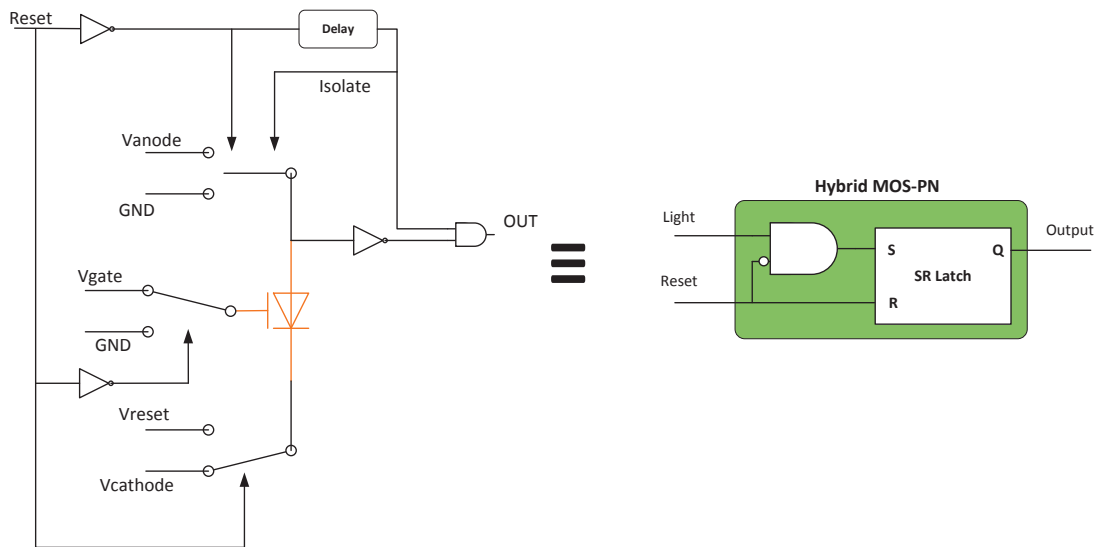 Reset
Delay
Isolate
Vanode
GND
OUT
Vgate
GND
Vreset
Vcathode
Hybrid MOS-PN
Light
Reset
S
Q
SR Latch
R
Output